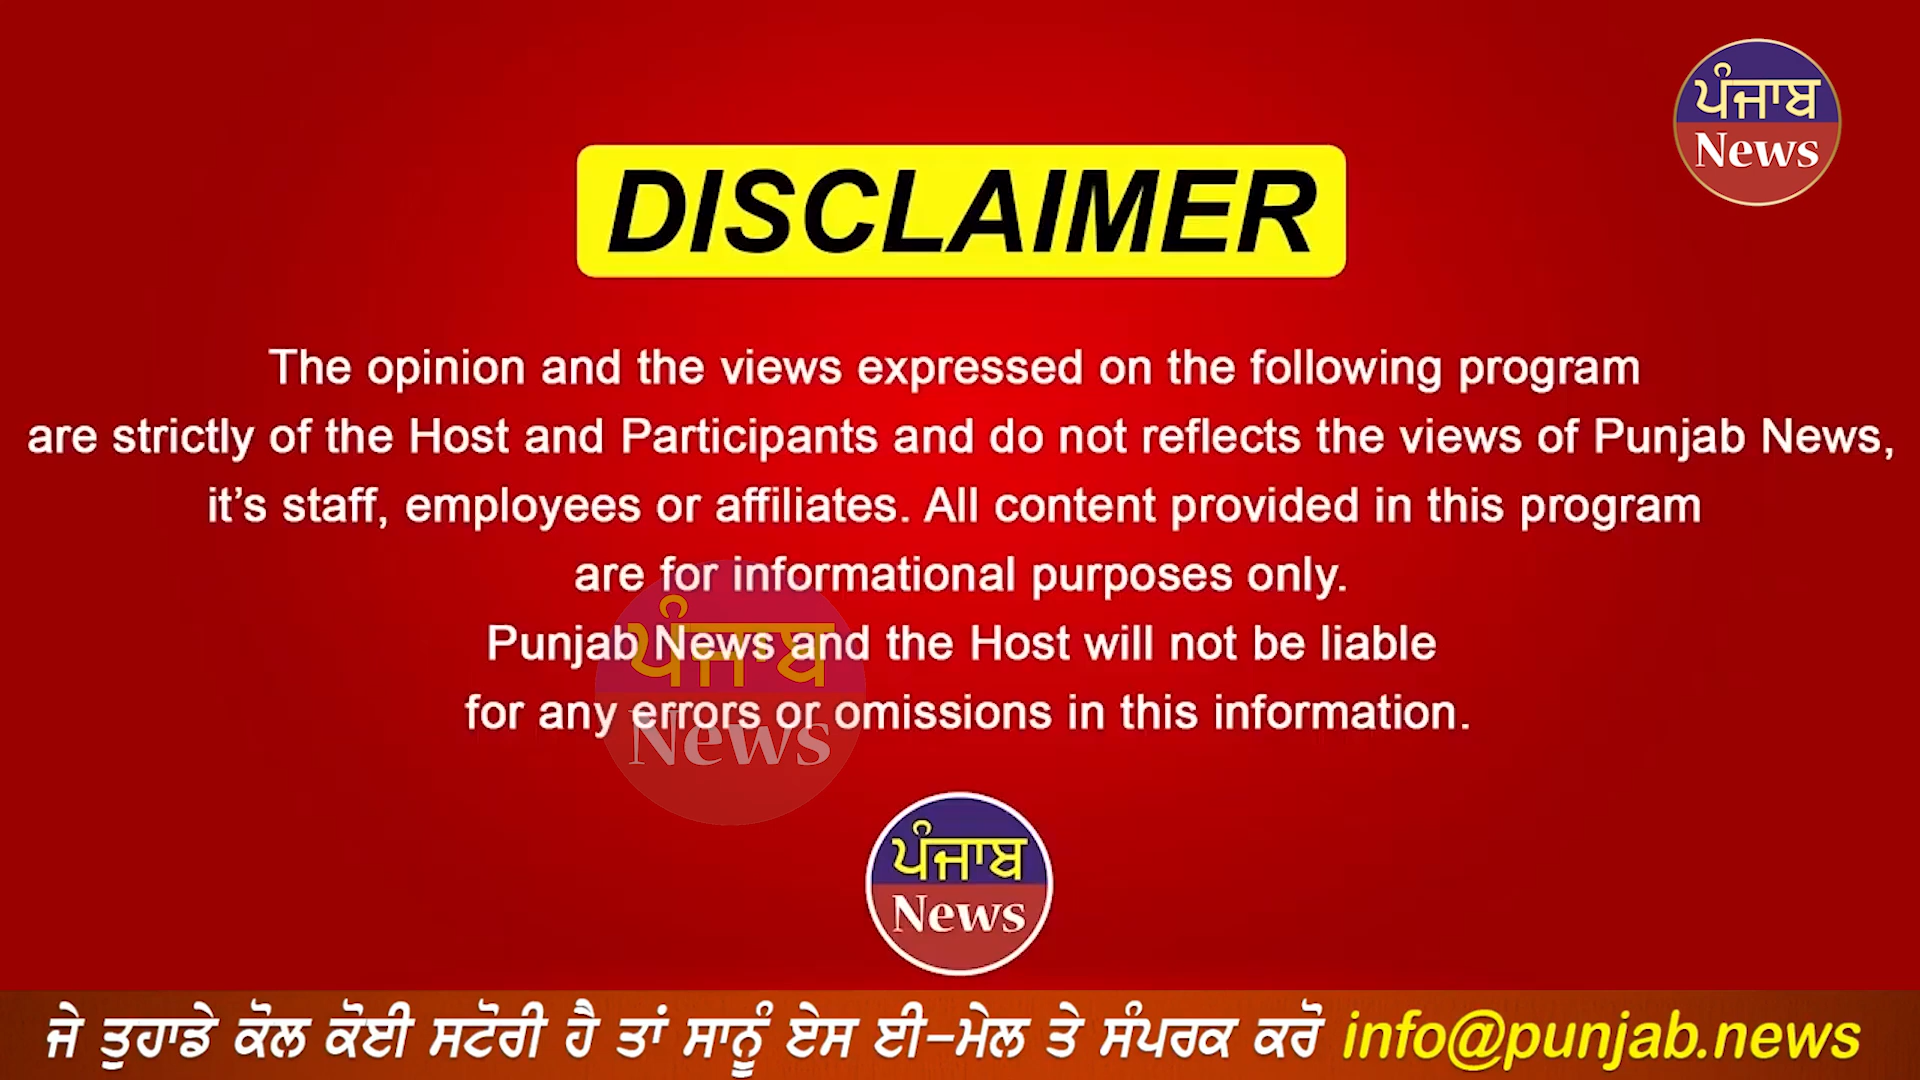 ਪੰਜਾਬ
News
DISCLAIMER
The opinion and the views expressed on the following program
are strictly of the Host and Participants and do not reflects the views of Punjab News,
it’s staff, employees or affiliates. All content provided in this program
are for informational purposes only.
Punjab News and the Host will not be liable
for any errors or omissions in this information.
ਪੰਜਾਬ
News
ਪੰਜਾਬ
News
ਜੇ ਤੁਹਾਡੇ ਕੋਲ ਕੋਈ ਸਟੋਰੀ ਹੈ ਤਾਂ ਸਾਨੂੰ ਏਸ ਈ-ਮੇਲ ਤੇ ਸੰਪਰਕ ਕਰੋ info@punjab.news